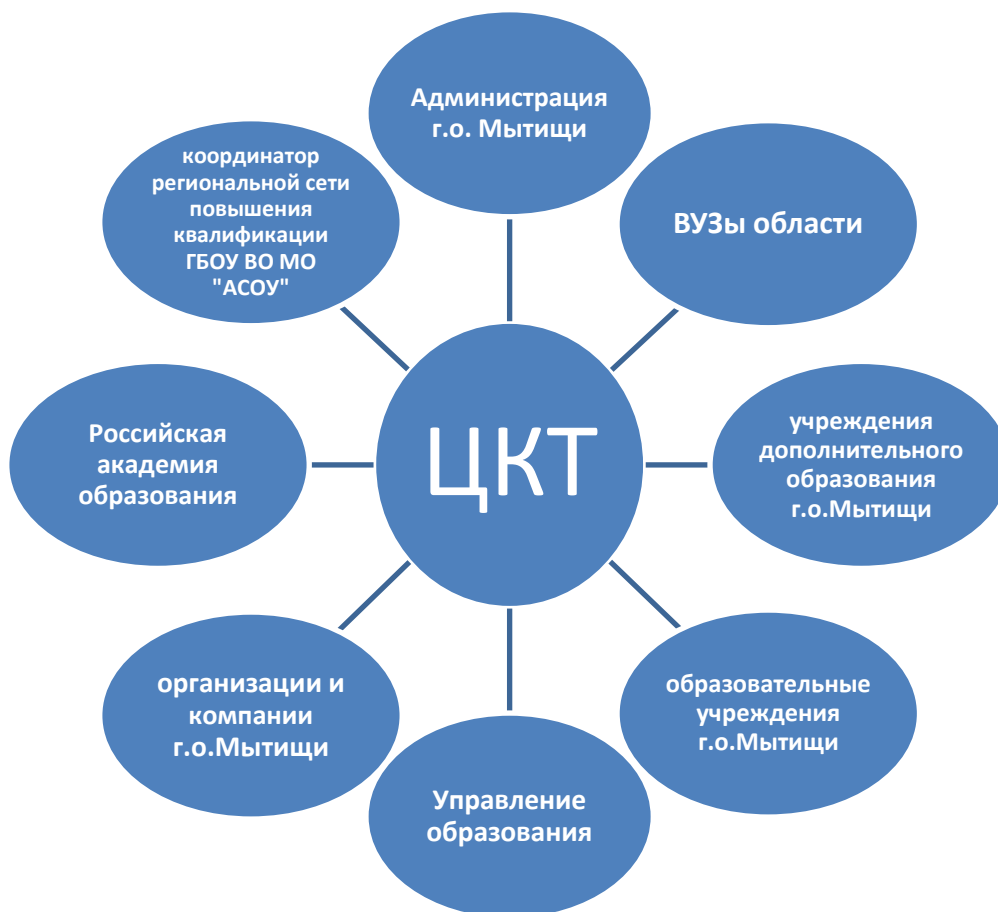 Администрация
г.о. Мытищи
ВУЗы области
учреждения
дополнительного
образования
г.о.Мытищи
образовательные
учреждения
г.о.Мытищи
Управление
образования
организации и
компании
г.о.Мытищи
Российская
академия
образования
координатор
региональной сети
повышения
квалификации
ГБОУ ВО МО
"АСОУ"
ЦКТ